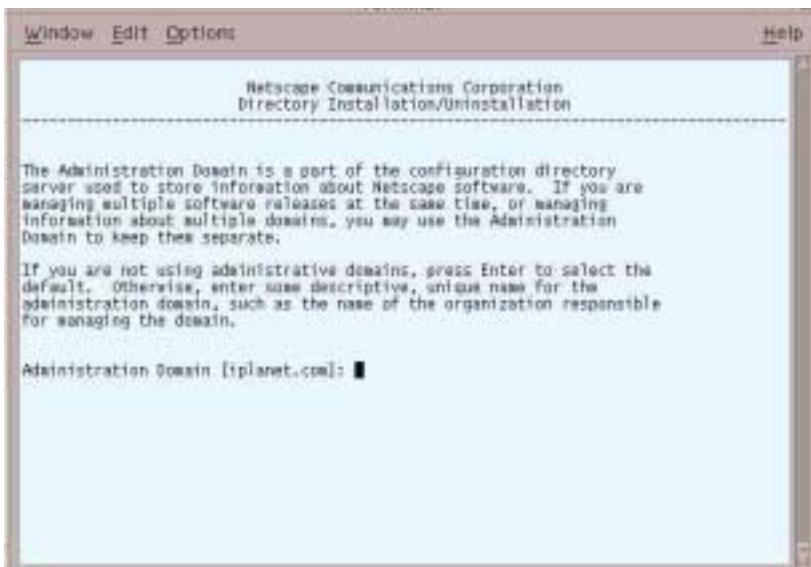 Window Edit Options Help
Netscape Communications Corporation
Directory Installation/Uninstallation
--------------------------------------------------------------------------------
The Administration Domain is a part of the configuration directory
server used to store information about Netscape software. If you are
managing multiple software releases at the same time, or managing
information about multiple domains, you may use the Administration
Domain to keep them separate.
If you are not using administrative domains, press Enter to select the
default. Otherwise, enter some descriptive, unique name for the
administration domain, such as the name of the organization responsible
for managing the domain.
Administration Domain [iplanet.com]: